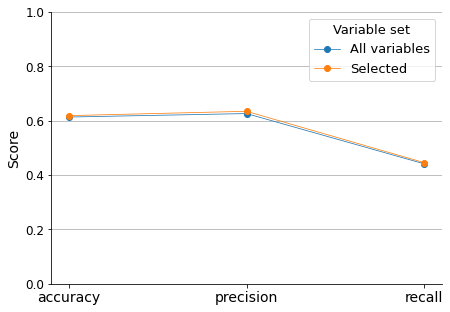 1.0
0.8
0.6
0.4
0.2
0.0
Score
Variable set
All variables
Selected
accuracy
precision
recall